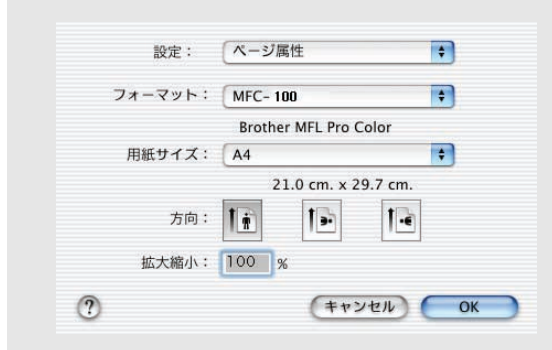 設定： ページ属性
フォーマット： MFC- 100
Brother MFL Pro Color
用紙サイズ： A4
21.0 cm. x 29.7 cm.
方向：
拡大縮小： 100 %
? キャンセル OK